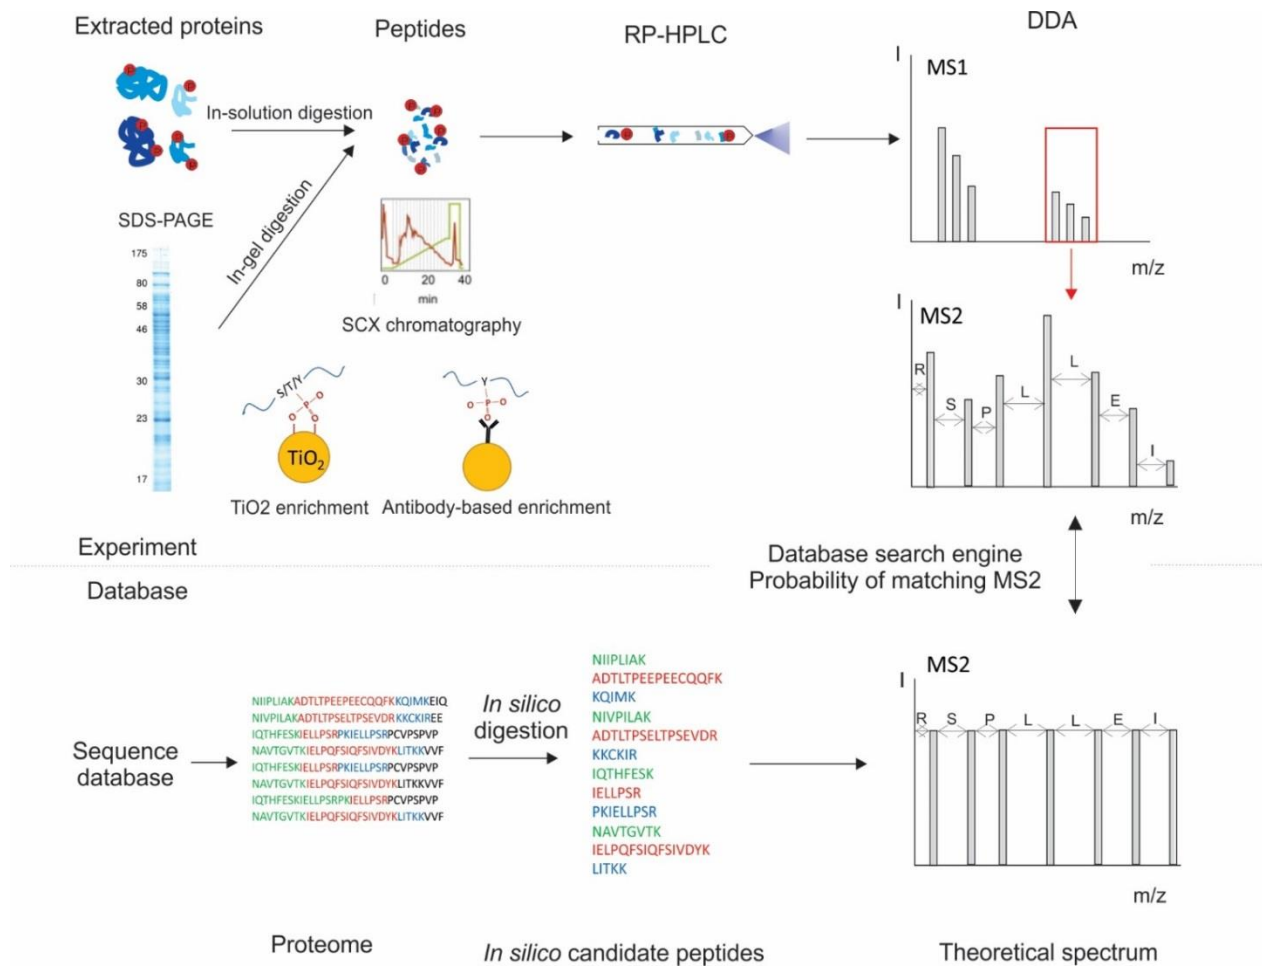 Extracted proteins
Peptides
RP-HPLC
DDA
P
P
P
P
P
P
In-solution digestion
In-gel digestion
P
P
P
P
P
P
P
I
MS1
m/z
SDS-PAGE
175
80
58
46
30
23
17
0
20
40
min
SCX chromatography
S/T/Y
O
P
O
O
O
TiO2
TiO2 enrichment
Y
O
P
O
O
Antibody-based enrichment
I
MS2
R
S
P
L
L
E
I
m/z
Experiment
Database
Database search engine
Probability of matching MS2
Sequence
database
NIIPLIAKADTLTPEEPEECQQFKKQIMKEIQ
NIVPILAKADTLTPSELTPSEVDRKKCKIREE
IQTHFESKIELLPSRPKIELLPSRPCVPSPVP
NAVTGVTKIELPQFSIQFSIVDYKLITKKVVF
IQTHFESKIELLPSRPKIELLPSRPCVPSPVP
NAVTGVTKIELPQFSIQFSIVDYKLITKKVVF
IQTHFESKIELLPSRPKIELLPSRPCVPSPVP
NAVTGVTKIELPQFSIQFSIVDYKLITKKVVF
In silico
digestion
NIIPLIAK
ADTLTPEEPEECQQFK
KQIMK
NIVPILAK
ADTLTPSELTPSEVDR
KKCKIR
IQTHFESK
IELLPSR
PKIELLPSR
NAVTGVTK
IELPQFSIQFSIVDYK
LITKK
I
MS2
R
S
P
L
L
E
I
m/z
Proteome
In silico candidate peptides
Theoretical spectrum